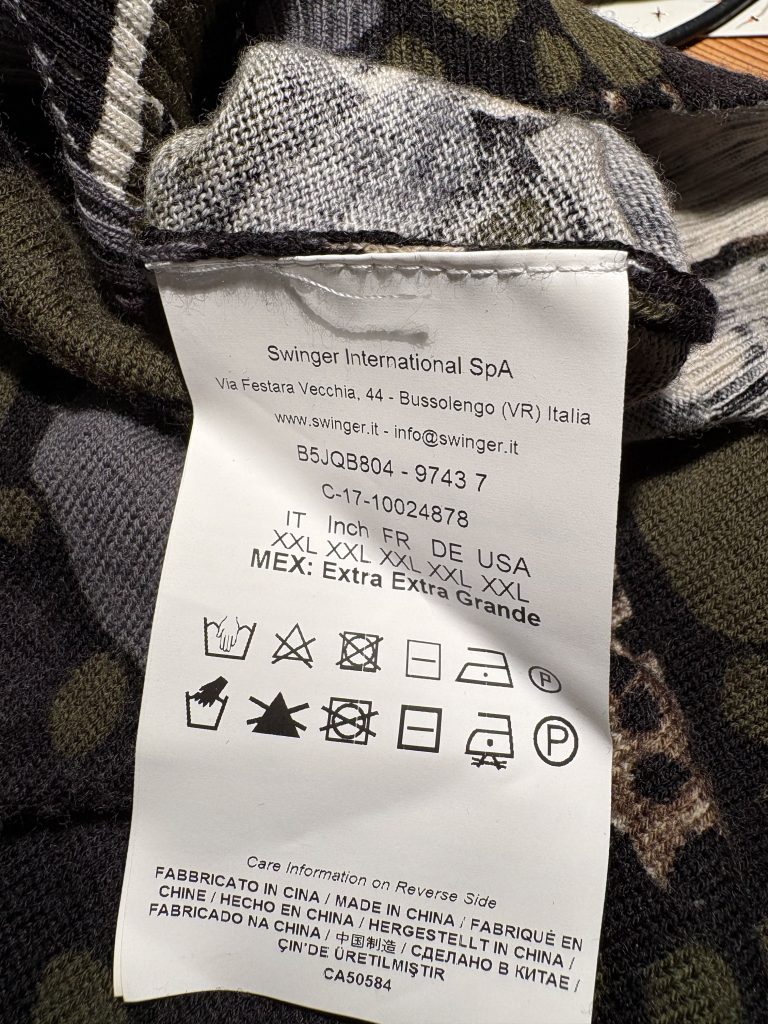 Swinger International SpA
Via Festara Vecchia, 44 - Bussolengo (VR) Italia
www.swinger.it - info@swinger.it
B5JQB804 - 9743 7
C-17-10024878
IT Inch FR DE USA
XXL XXL XXL XXL XXL
MEX: Extra Extra Grande
P
P
Care Information on Reverse Side
FABBRICATO IN CINA / MADE IN CHINA / FABRIQUÉ EN
CHINE / HECHO EN CHINA / HERGESTELLT IN CHINA /
FABRICADO NA CHINA / 中国制造 / СДЕЛАНО В КИТАЕ /
ÇIN'DE ÜRETILMIŞTIR
CA50584